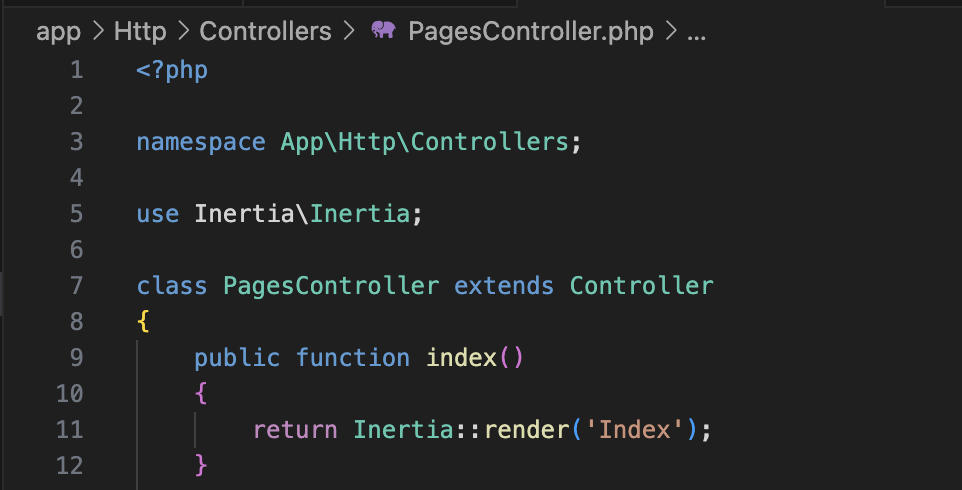 app > Http > Controllers > PagesController.php > ...
1 <?php
2
3 namespace App\Http\Controllers;
4
5 use Inertia\Inertia;
6
7 class PagesController extends Controller
8 {
9     public function index()
10     {
11         return Inertia::render('Index');
12     }